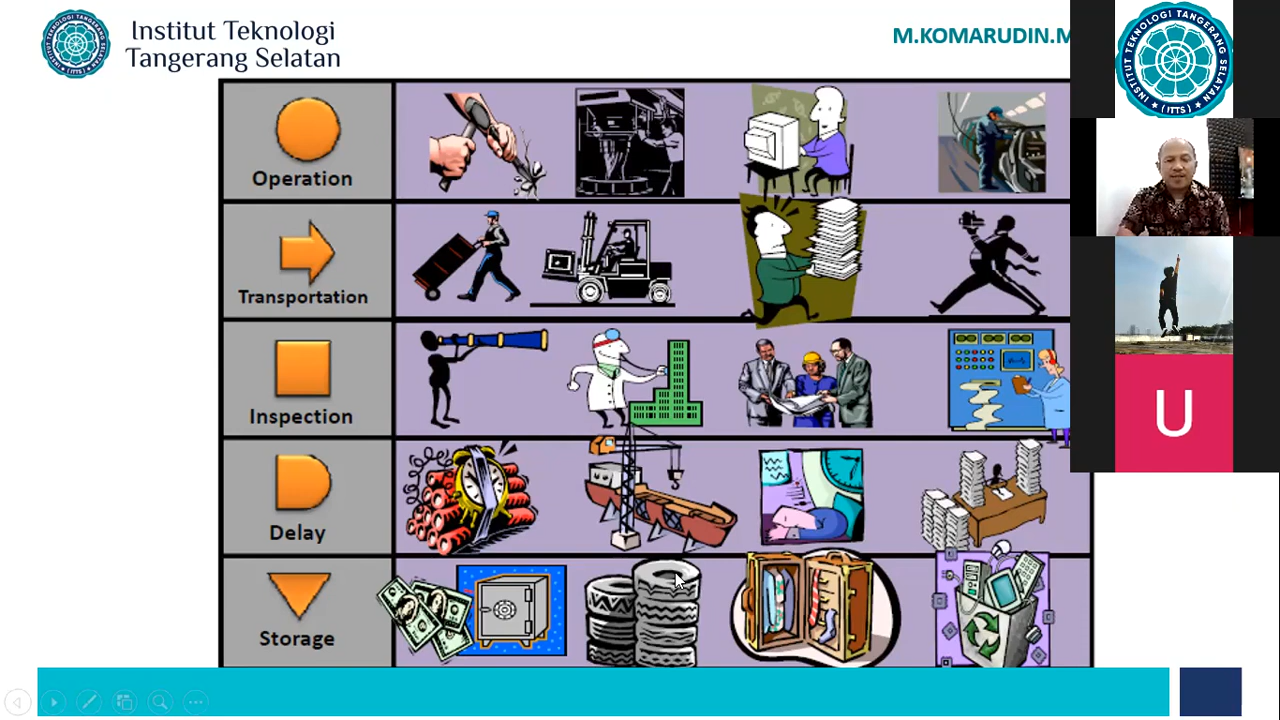 Institut Teknologi
Tangerang Selatan
M.KOMARUDIN.M
INSTITUT TEKNOLOGI TANGERANG SELATAN
(ITTS)
Operation
Transportation
Inspection
U
Delay
Storage